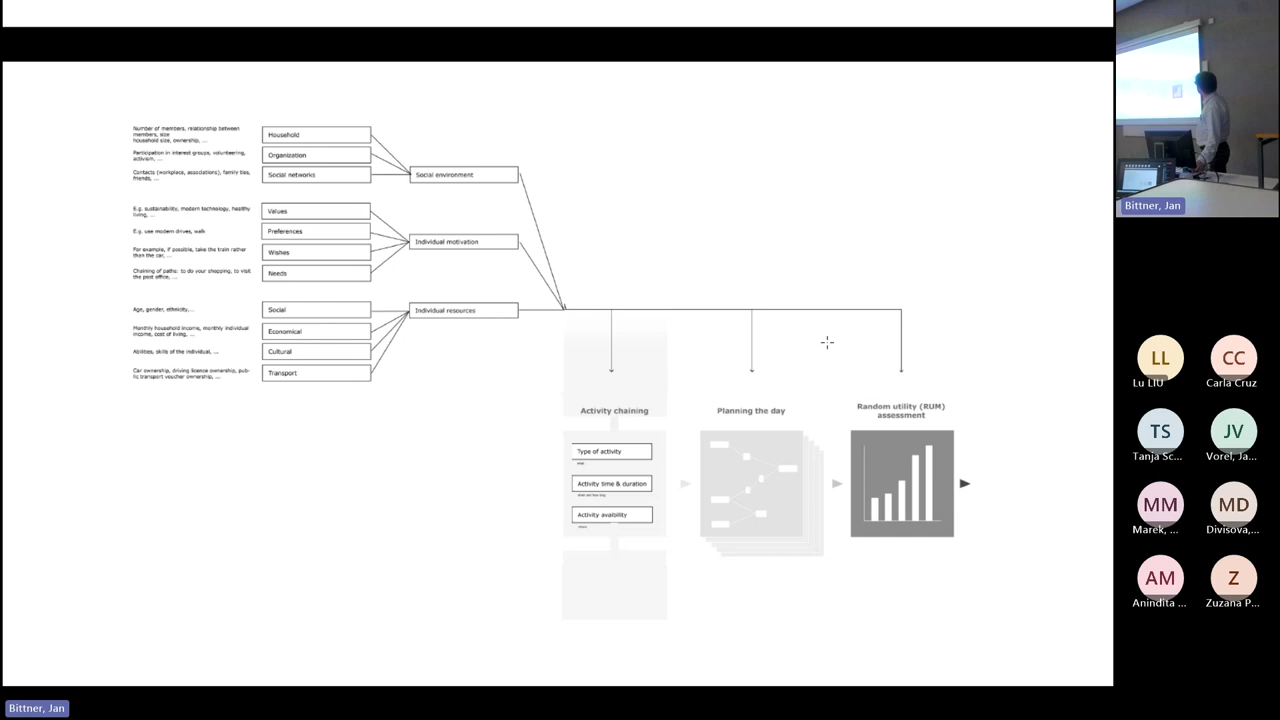 Number of members, relationship between
members, size
household size, ownership, ...
Household
Participation in interest groups, volunteering,
activism, ...
Organization
Contacts (workplace, associations), family ties,
friends, ...
Social networks
Social environment
E.g. sustainability, modern technology, healthy
living, ...
Values
E.g. use modern drives, walk
Preferences
Individual motivation
For example, if possible, take the train rather
than the car, ...
Wishes
Chaining of paths: to do your shopping, to visit
the post office, ...
Needs
Age, gender, ethnicity,...
Social
Individual resources
Monthly household income, monthly individual
income, cost of living, ...
Economical
Abilities, skills of the individual, ...
Cultural
Car ownership, driving licence ownership, pub-
lic transport voucher ownership, ...
Transport
Activity chaining
Type of activity
what
Activity time & duration
when and how long
Activity avaibility
where
Planning the day
Random utility (RUM)
assessment
Bittner, Jan
LL
Lu LIU
CC
Carla Cruz
TS
Tanja Sc...
JV
Vorel, Ja...
MM
Marek, ...
MD
Divisova,...
AM
Anindita ...
Z
Zuzana P...
Bittner, Jan